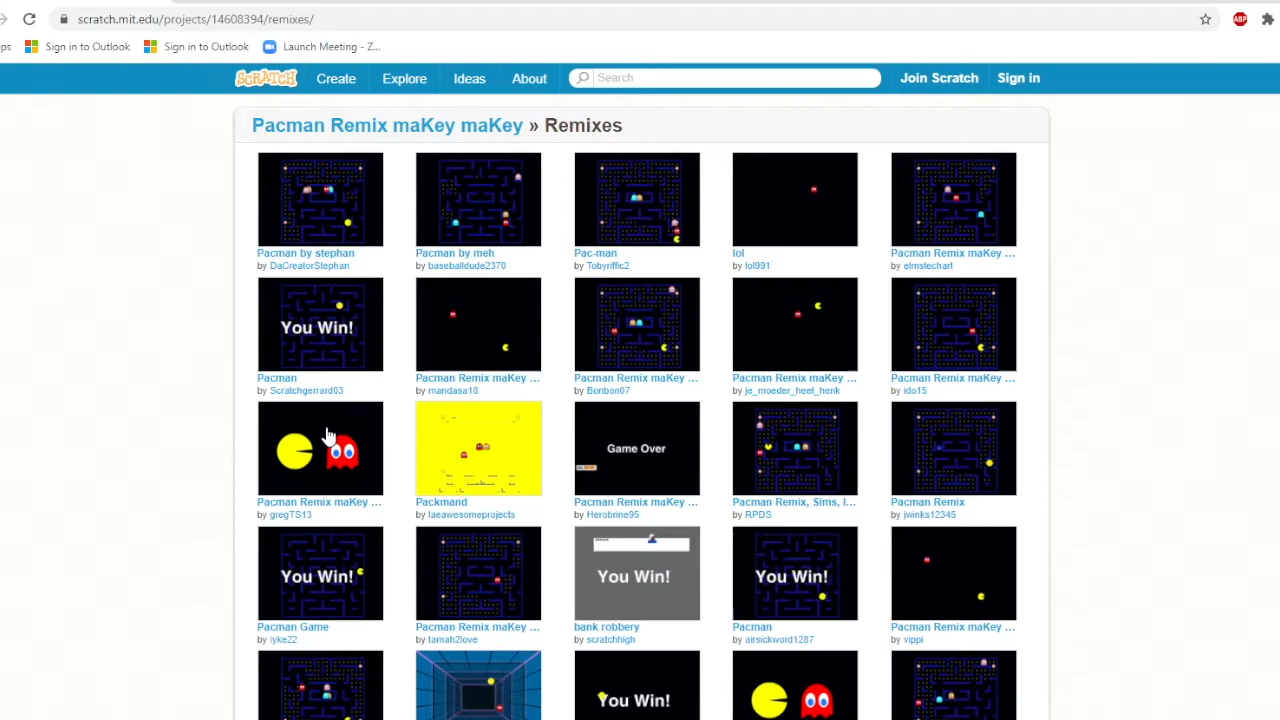 scratch.mit.edu/projects/14608394/remixes/
ABP
ps Sign in to Outlook Sign in to Outlook Launch Meeting - Z...
SCRATCH Create Explore Ideas About Search Join Scratch Sign in
Pacman Remix maKey maKey » Remixes
Pacman by stephan Pacman by meh Pac-man lol Pacman Remix maKey ...
by DaCreatorStephan by baseballdude2370 by Tobyriffic2 by lol991 by elmstechart
You Win!
Pacman Pacman Remix maKey ... Pacman Remix maKey ... Pacman Remix maKey ... Pacman Remix maKey ...
by Scratchgerrard03 by mandasa18 by Bonbon07 by je_moeder_heel_henk by ido15
Game Over
Pacman Remix maKey ... Packmand Pacman Remix maKey ... Pacman Remix, Sims, I... Pacman Remix
by gregTS13 by laeawesomeprojects by Herobrine95 by RPDS by jwinks12345
You Win! You Win! You Win!
Pacman Game Pacman Remix maKey ... bank robbery Pacman Pacman Remix maKey ...
by iyke22 by tamah2love by scratchhigh by airsickword1287 by vippi
You Win!